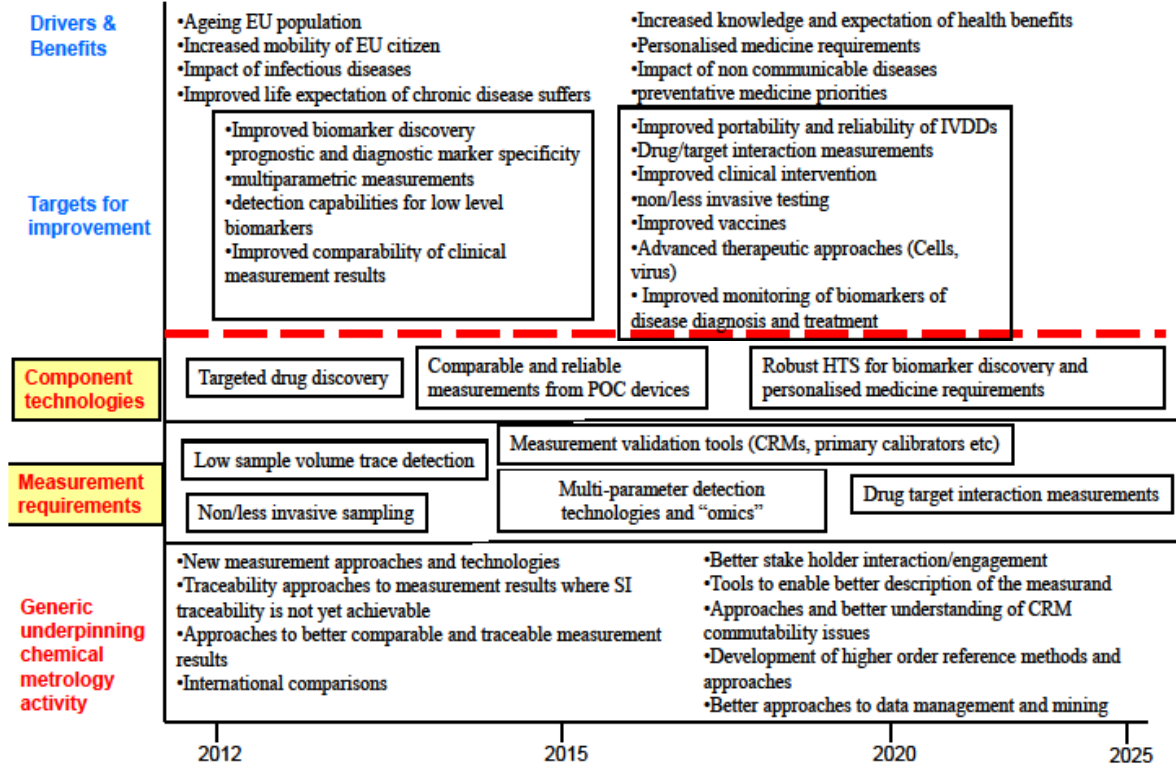 Drivers &
Benefits
•Ageing EU population
•Increased mobility of EU citizen
•Impact of infectious diseases
•Improved life expectation of chronic disease suffers
•Increased knowledge and expectation of health benefits
•Personalised medicine requirements
•Impact of non communicable diseases
•preventative medicine priorities
Targets for
improvement
•Improved biomarker discovery
•prognostic and diagnostic marker specificity
•multiparametric measurements
•detection capabilities for low level
biomarkers
•Improved comparability of clinical
measurement results
•Improved portability and reliability of IVDDs
•Drug/target interaction measurements
•Improved clinical intervention
non/less invasive testing
•Improved vaccines
•Advanced therapeutic approaches (Cells,
virus)
• Improved monitoring of biomarkers of
disease diagnosis and treatment
Component
technologies
Targeted drug discovery
Comparable and reliable
measurements from POC devices
Robust HTS for biomarker discovery and
personalised medicine requirements
Measurement
requirements
Low sample volume trace detection
Non/less invasive sampling
Measurement validation tools (CRMs, primary calibrators etc)
Multi-parameter detection
technologies and “omics”
Drug target interaction measurements
Generic
underpinning
chemical
metrology
activity
•New measurement approaches and technologies
•Traceability approaches to measurement results where SI
traceability is not yet achievable
•Approaches to better comparable and traceable measurement
results
•International comparisons
•Better stake holder interaction/engagement
•Tools to enable better description of the measurand
•Approaches and better understanding of CRM
commutability issues
•Development of higher order reference methods and
approaches
•Better approaches to data management and mining
2012
2015
2020
2025